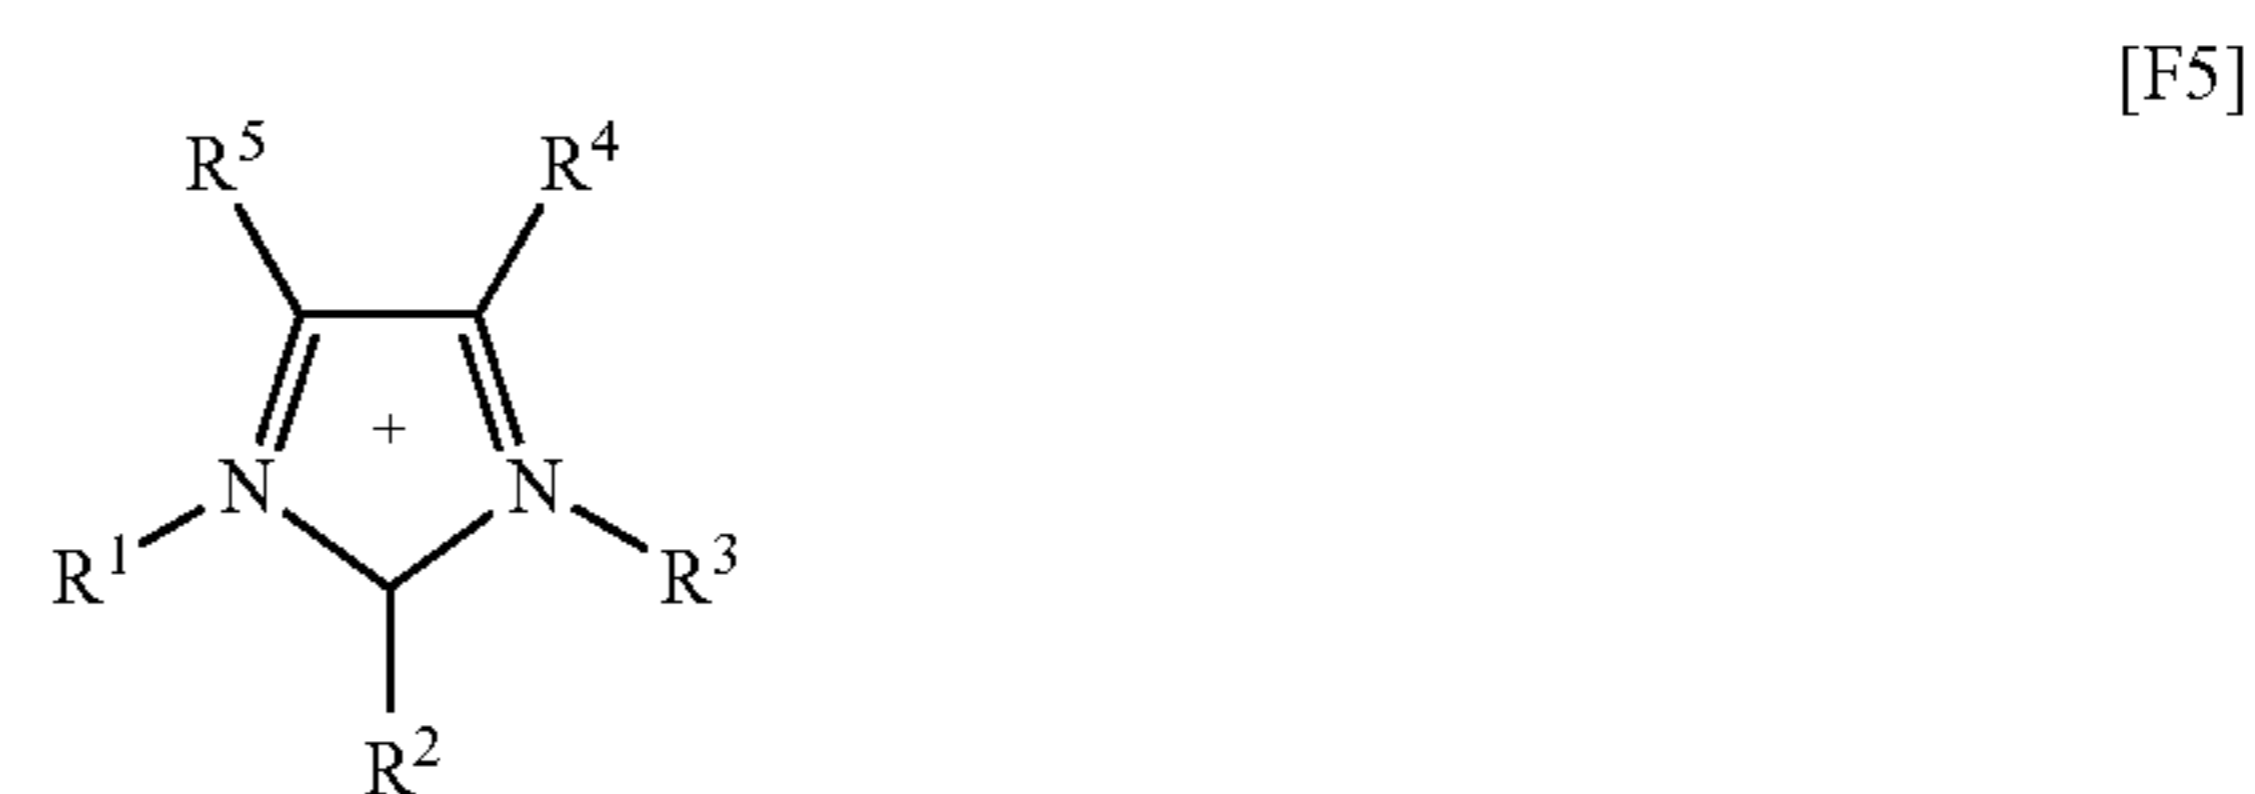 [F5]
R⁵ R⁴
+
N N
R¹ R³
R²